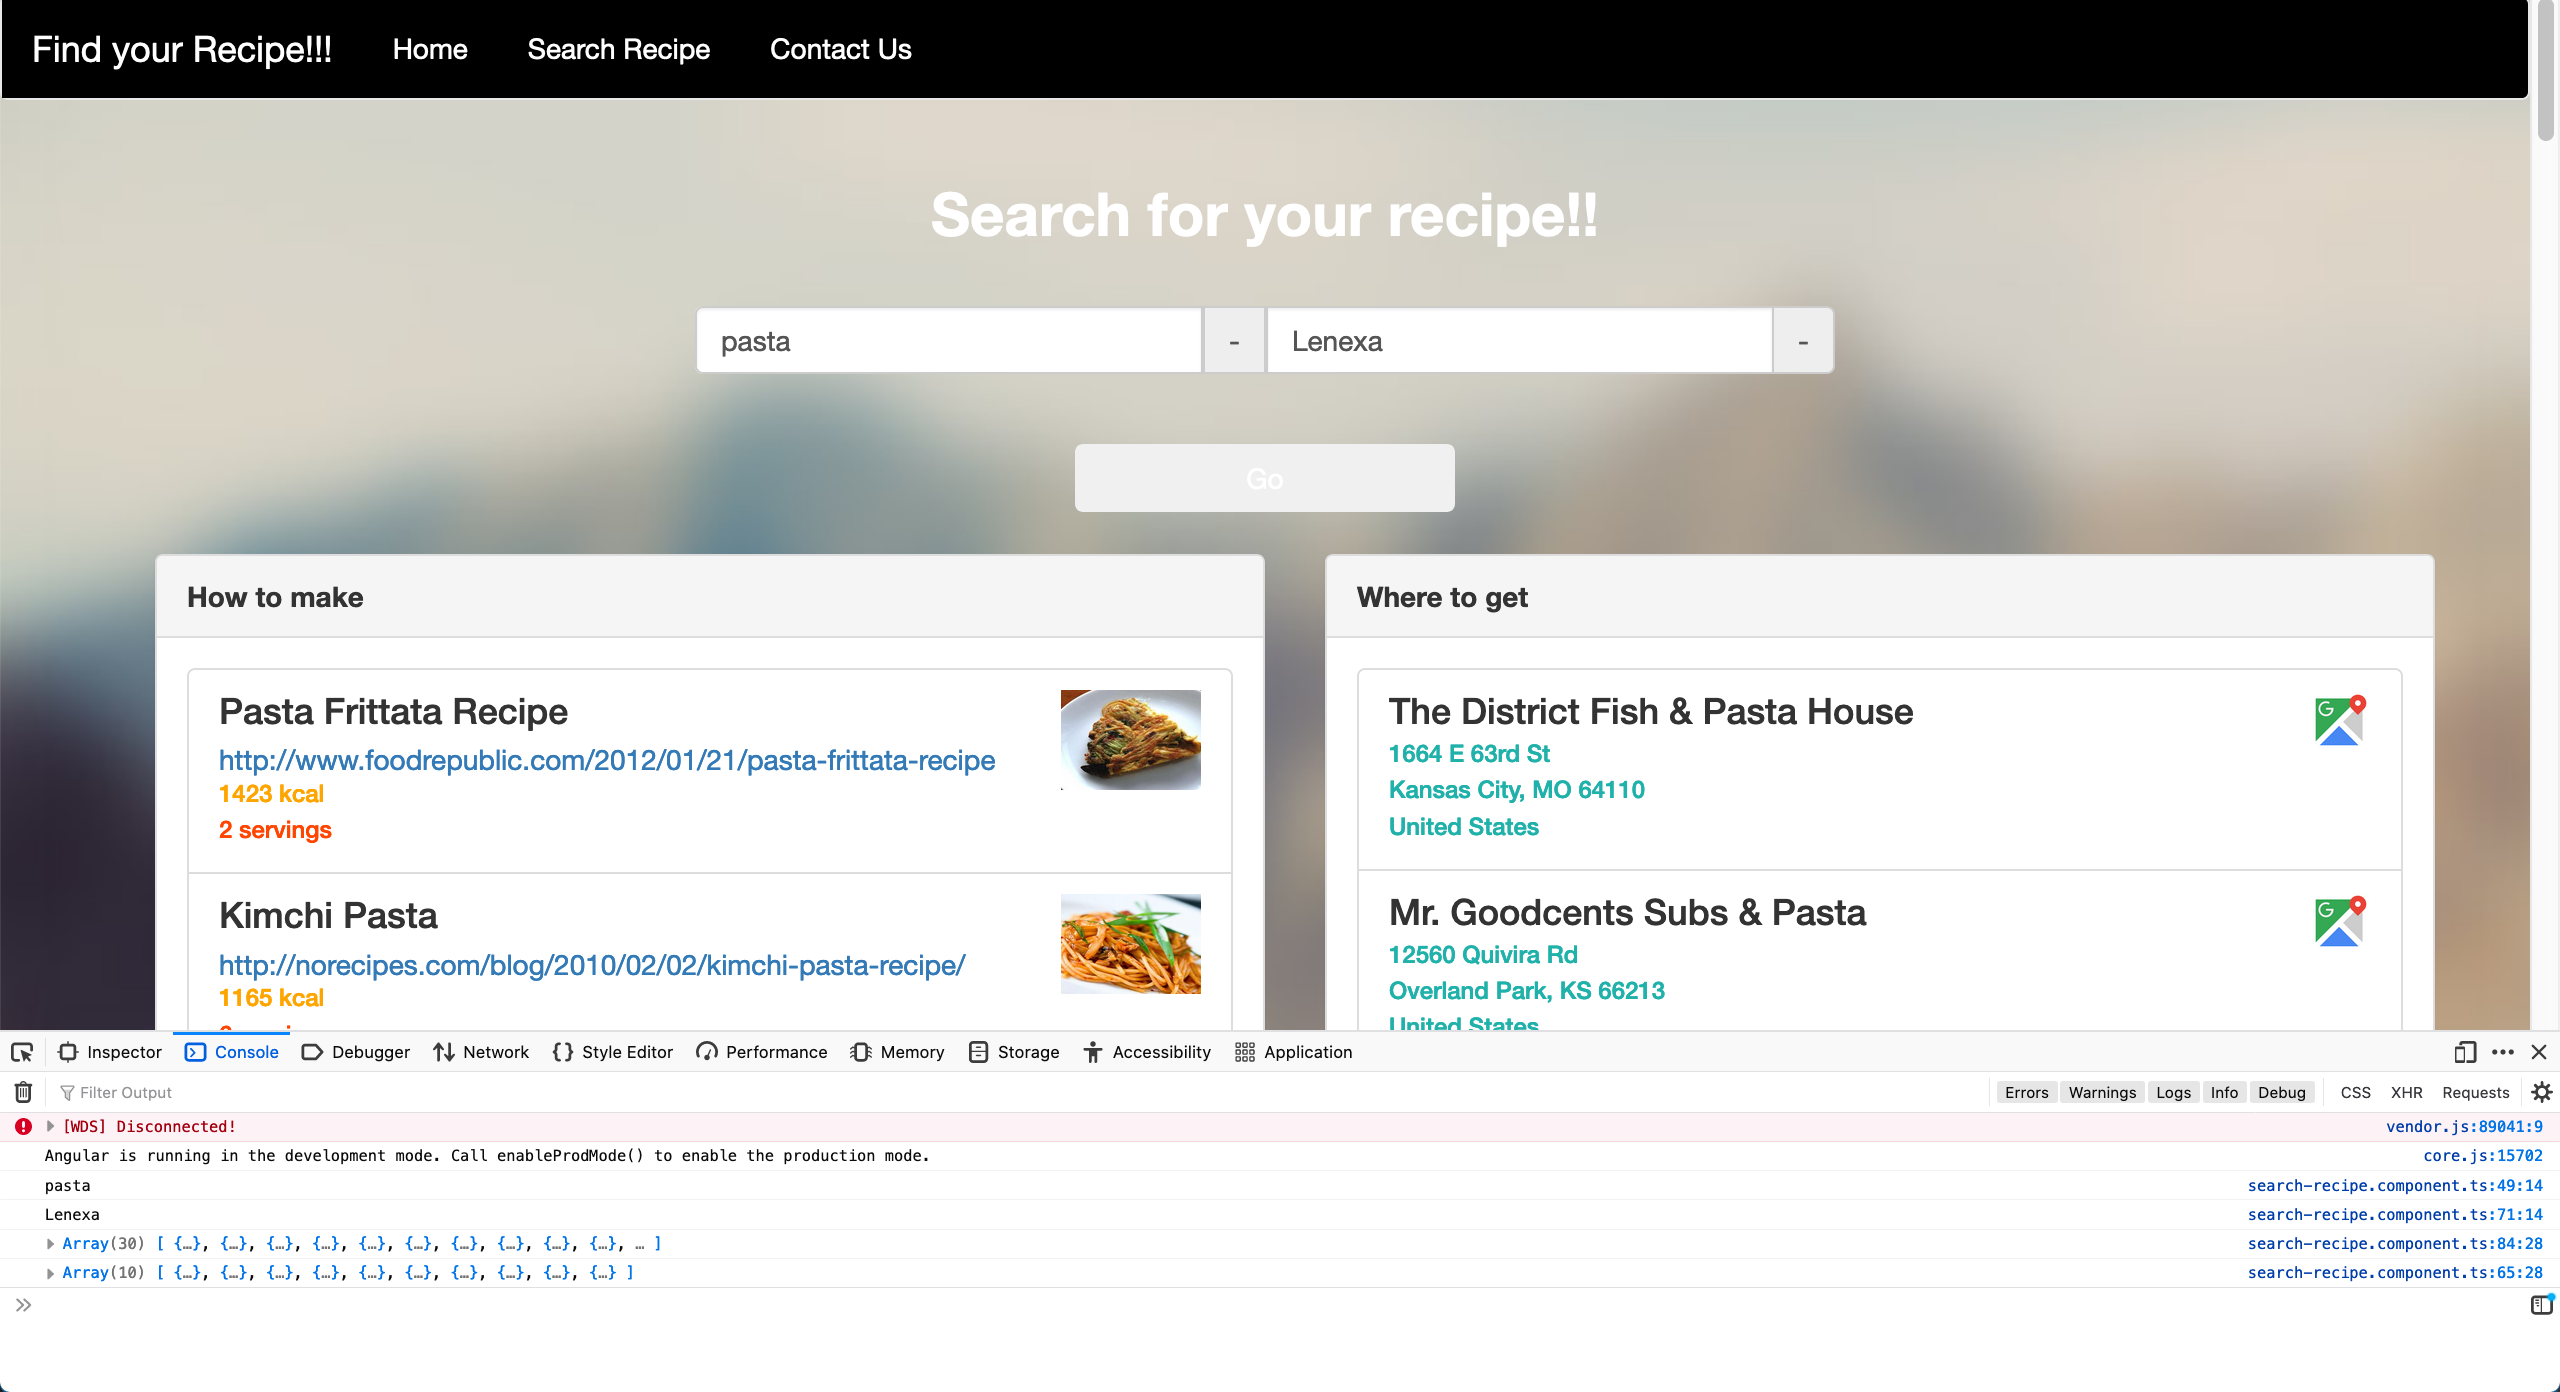 Find your Recipe!!! Home Search Recipe Contact Us
Search for your recipe!!
pasta - Lenexa -
Go
How to make
Pasta Frittata Recipe
http://www.foodrepublic.com/2012/01/21/pasta-frittata-recipe
1423 kcal
2 servings
Kimchi Pasta
http://norecipes.com/blog/2010/02/02/kimchi-pasta-recipe/
1165 kcal
Where to get
The District Fish & Pasta House
1664 E 63rd St
Kansas City, MO 64110
United States
Mr. Goodcents Subs & Pasta
12560 Quivira Rd
Overland Park, KS 66213
United States
Inspector Console Debugger Network Style Editor Performance Memory Storage Accessibility Application
Filter Output Errors Warnings Logs Info Debug CSS XHR Requests
[WDS] Disconnected! vendor.js:89041:9
Angular is running in the development mode. Call enableProdMode() to enable the production mode. core.js:15702
pasta search-recipe.component.ts:49:14
Lenexa search-recipe.component.ts:71:14
Array(30) [ {…}, {…}, {…}, {…}, {…}, {…}, {…}, {…}, {…}, {…}, … ] search-recipe.component.ts:84:28
Array(10) [ {…}, {…}, {…}, {…}, {…}, {…}, {…}, {…}, {…}, {…} ] search-recipe.component.ts:65:28